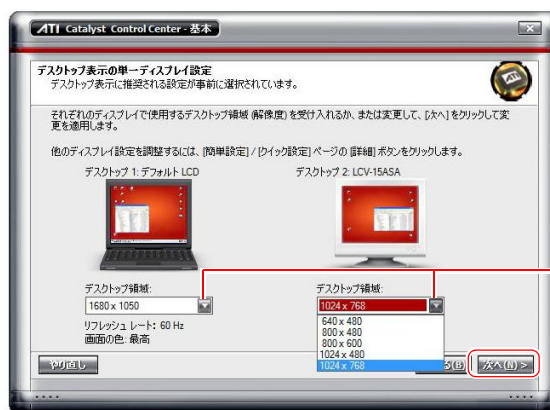 ATI Catalyst Control Center - 基本
デスクトップ表示の単一ディスプレイ設定
デスクトップ表示に推奨される設定が事前に選択されています。
ATI
それぞれのディスプレイで使用するデスクトップ領域 (解像度) を受け入れるか、または変更して、[次へ] をクリックして変
更を適用します。
他のディスプレイ設定を調整するには、[簡単設定] / [クイック設定] ページの [詳細] ボタンをクリックします。
デスクトップ 1: デフォルト LCD
デスクトップ 2: LCV-15ASA
デスクトップ領域:
1680 x 1050
リフレッシュ レート: 60 Hz
画面の色: 最高
デスクトップ領域:
1024 x 768
640 x 480
800 x 480
800 x 600
1024 x 480
1024 x 768
やり直し
る(B)
次へ(N) >